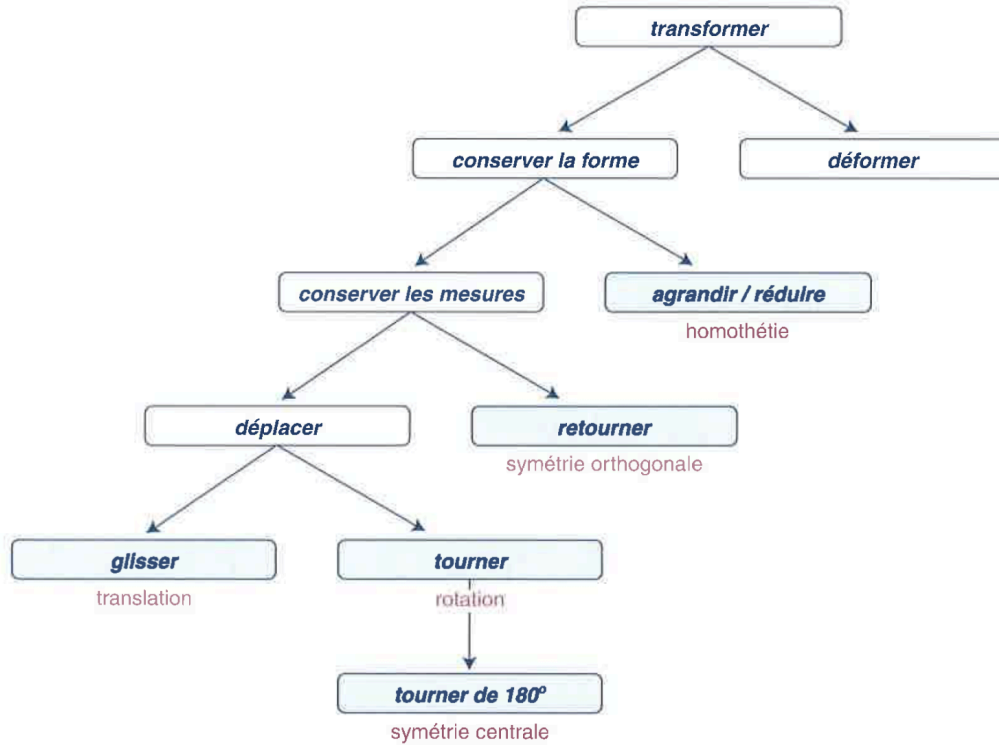 transformer
conserver la forme
déformer
conserver les mesures
agrandir / réduire
homothétie
déplacer
retourner
symétrie orthogonale
glisser
tourner
translation
rotation
tourner de 180°
symétrie centrale